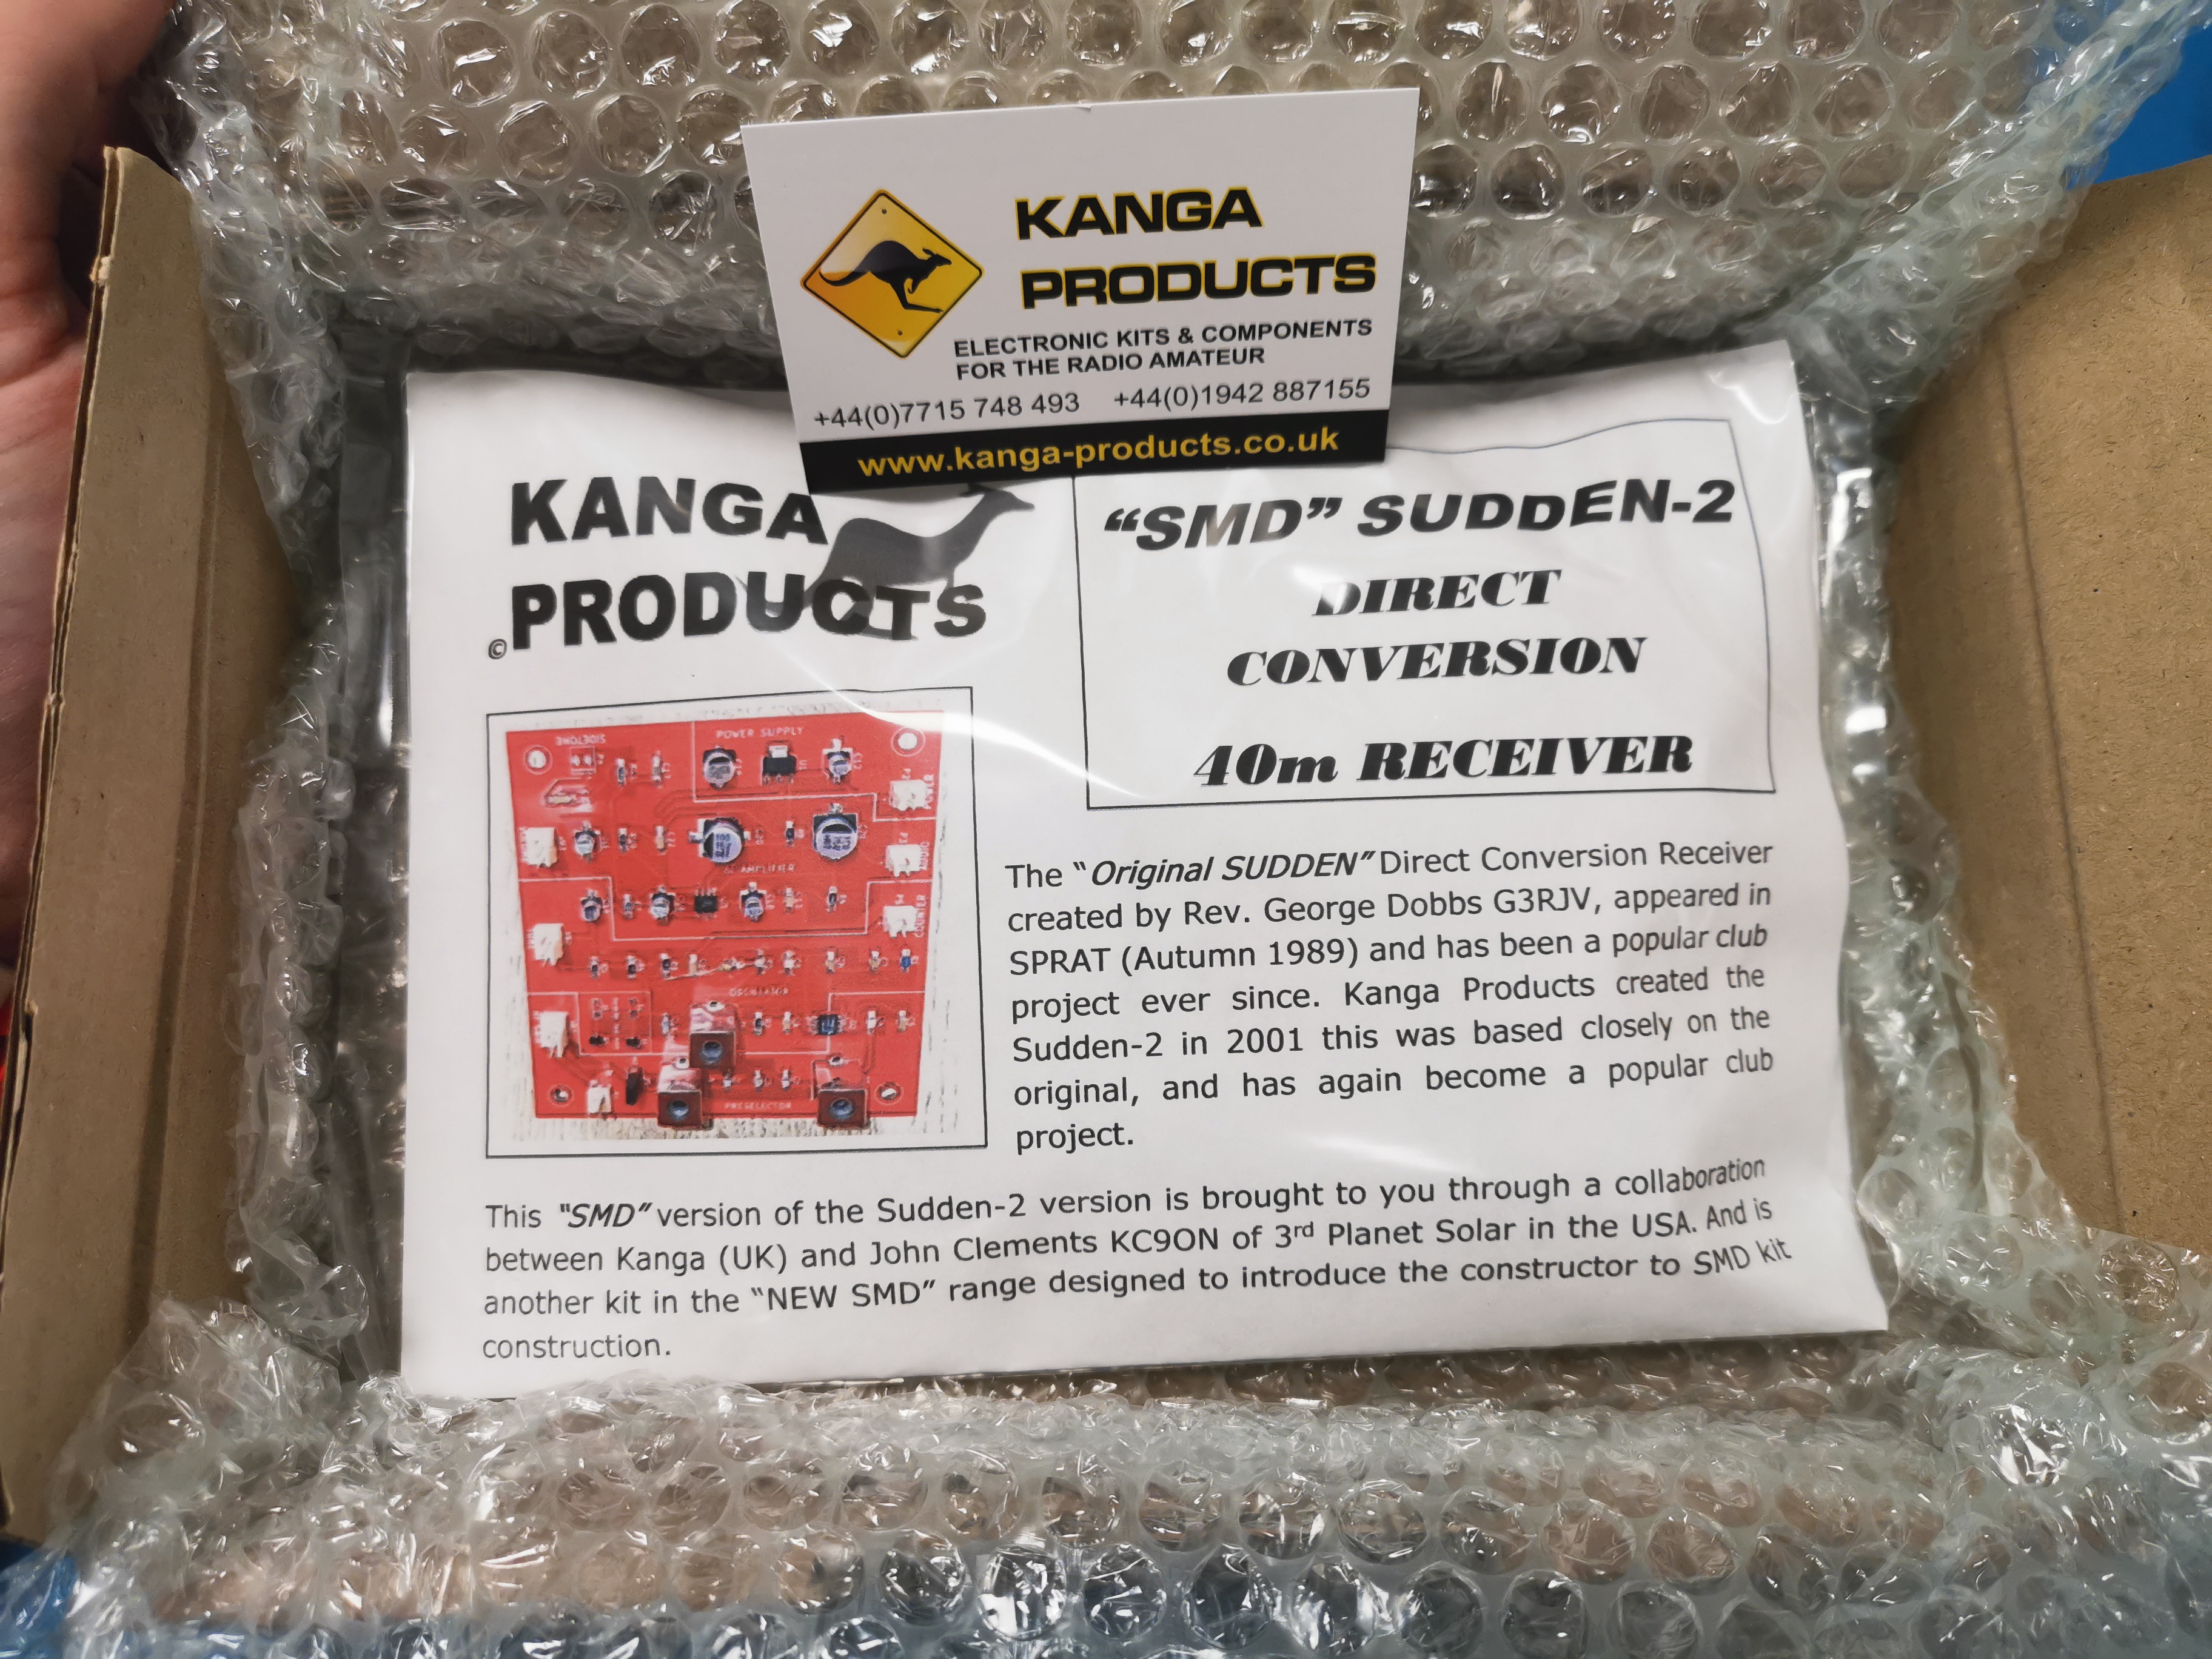 KANGA
PRODUCTS
ELECTRONIC KITS & COMPONENTS
FOR THE RADIO AMATEUR
+44(0)7715 748 493 +44(0)1942 887155
www.kanga-products.co.uk
KANGA
©PRODUCTS
“SMD” SUDDEN-2
DIRECT
CONVERSION
40m RECEIVER
SIDETONE
POWER SUPPLY
POWER
AUDIO
AMPLIFIER
COUNTER
OSCILLATOR
PRESELECTOR
The “Original SUDDEN” Direct Conversion Receiver
created by Rev. George Dobbs G3RJV, appeared in
SPRAT (Autumn 1989) and has been a popular club
project ever since. Kanga Products created the
Sudden-2 in 2001 this was based closely on the
original, and has again become a popular club
project.
This “SMD” version of the Sudden-2 version is brought to you through a collaboration
between Kanga (UK) and John Clements KC9ON of 3rd Planet Solar in the USA. And is
another kit in the “NEW SMD” range designed to introduce the constructor to SMD kit
construction.